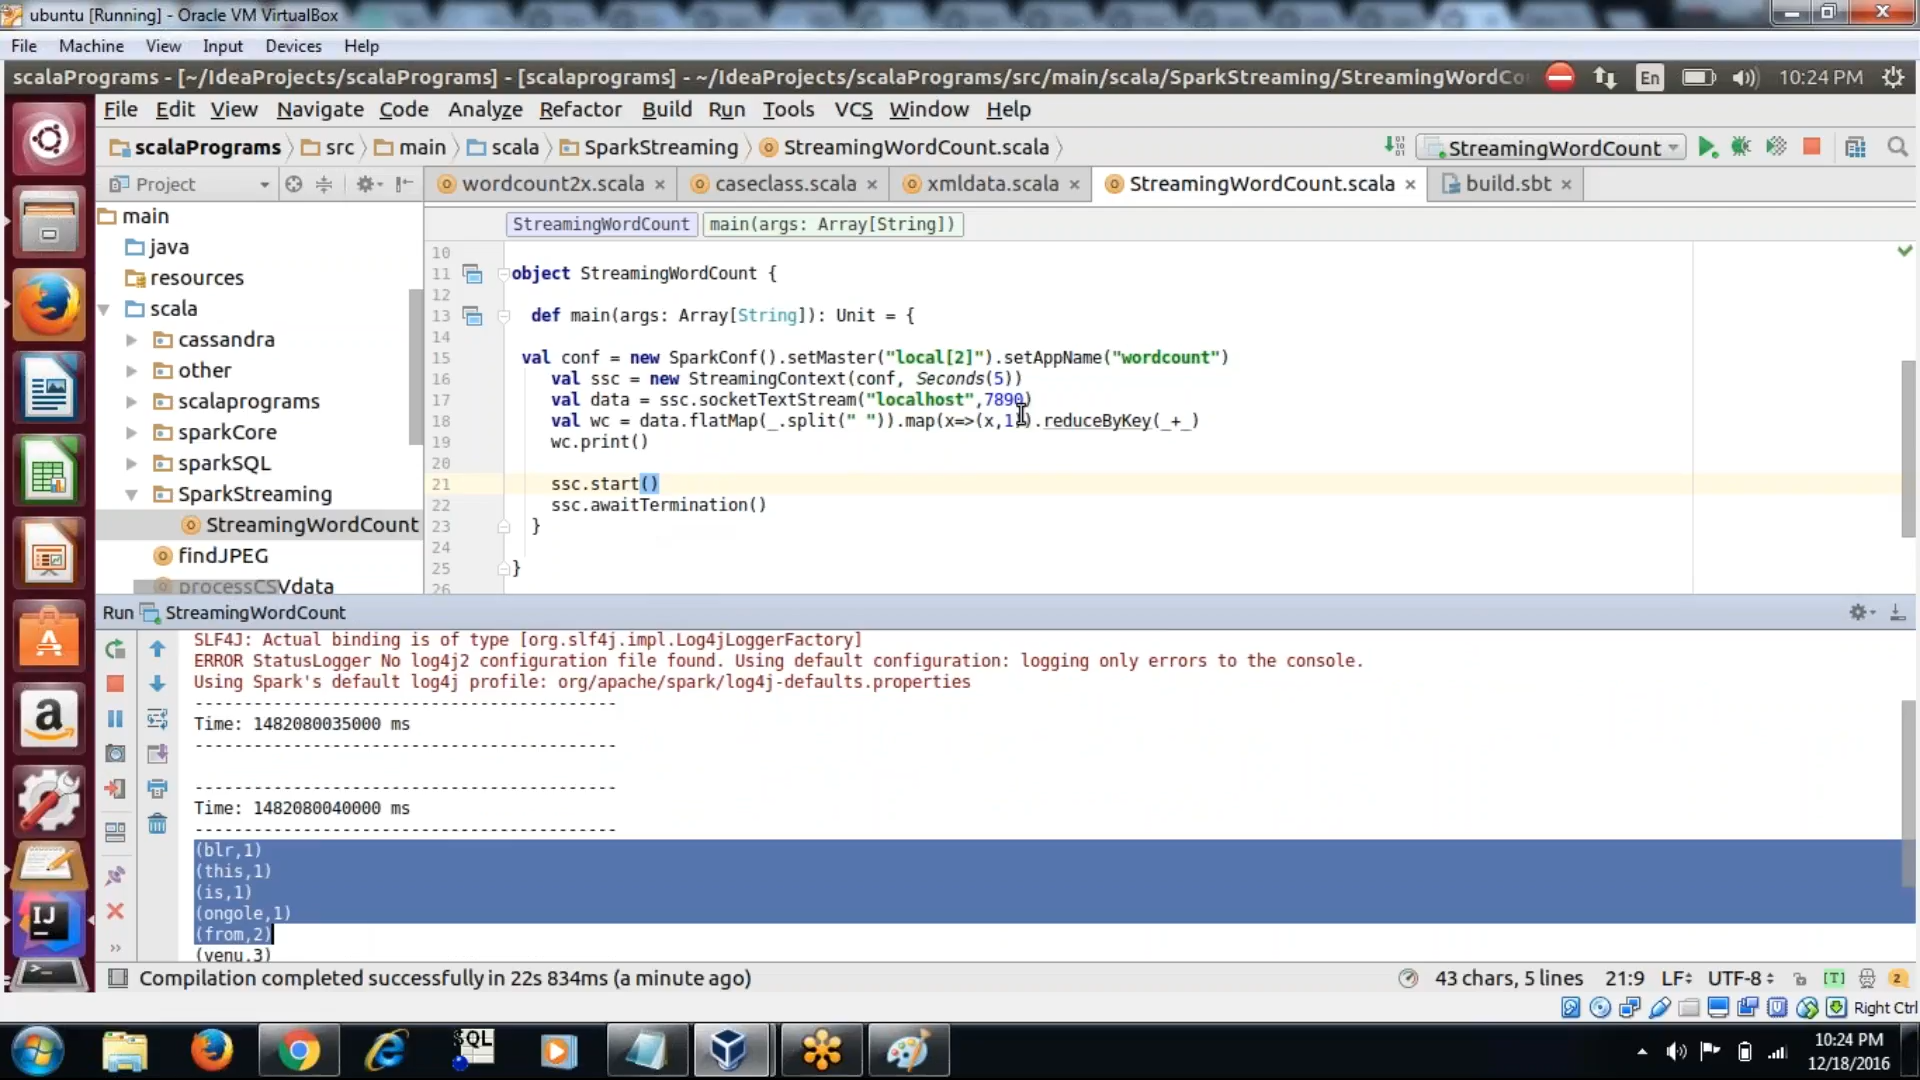 ubuntu [Running] - Oracle VM VirtualBox
File Machine View Input Devices Help
scalaPrograms - [~/IdeaProjects/scalaPrograms] - [scalaprograms] - ~/IdeaProjects/scalaPrograms/src/main/scala/SparkStreaming/StreamingWordCo En 10:24 PM
File Edit View Navigate Code Analyze Refactor Build Run Tools VCS Window Help
scalaPrograms src main scala SparkStreaming StreamingWordCount.scala StreamingWordCount
Project wordcount2x.scala caseclass.scala xmldata.scala StreamingWordCount.scala build.sbt
StreamingWordCount main(args: Array[String])
main
java
resources
scala
cassandra
other
scalaprograms
sparkCore
sparkSQL
SparkStreaming
StreamingWordCount
findJPEG
processCSVdata
10
11 object StreamingWordCount {
12
13 def main(args: Array[String]): Unit = {
14
15 val conf = new SparkConf().setMaster("local[2]").setAppName("wordcount")
16 val ssc = new StreamingContext(conf, Seconds(5))
17 val data = ssc.socketTextStream("localhost",7890)
18 val wc = data.flatMap(_.split(" ")).map(x=>(x,1)).reduceByKey(_+_)
19 wc.print()
20
21 ssc.start()
22 ssc.awaitTermination()
23 }
24
25 }
26
Run StreamingWordCount
SLF4J: Actual binding is of type [org.slf4j.impl.Log4jLoggerFactory]
ERROR StatusLogger No log4j2 configuration file found. Using default configuration: logging only errors to the console.
Using Spark's default log4j profile: org/apache/spark/log4j-defaults.properties
-------------------------------------------
Time: 1482080035000 ms
-------------------------------------------
-------------------------------------------
Time: 1482080040000 ms
-------------------------------------------
(blr,1)
(this,1)
(is,1)
(ongole,1)
(from,2)
(venu,3)
Compilation completed successfully in 22s 834ms (a minute ago) 43 chars, 5 lines 21:9 LF UTF-8 [T] 2
Right Ctrl
SQL
10:24 PM
12/18/2016